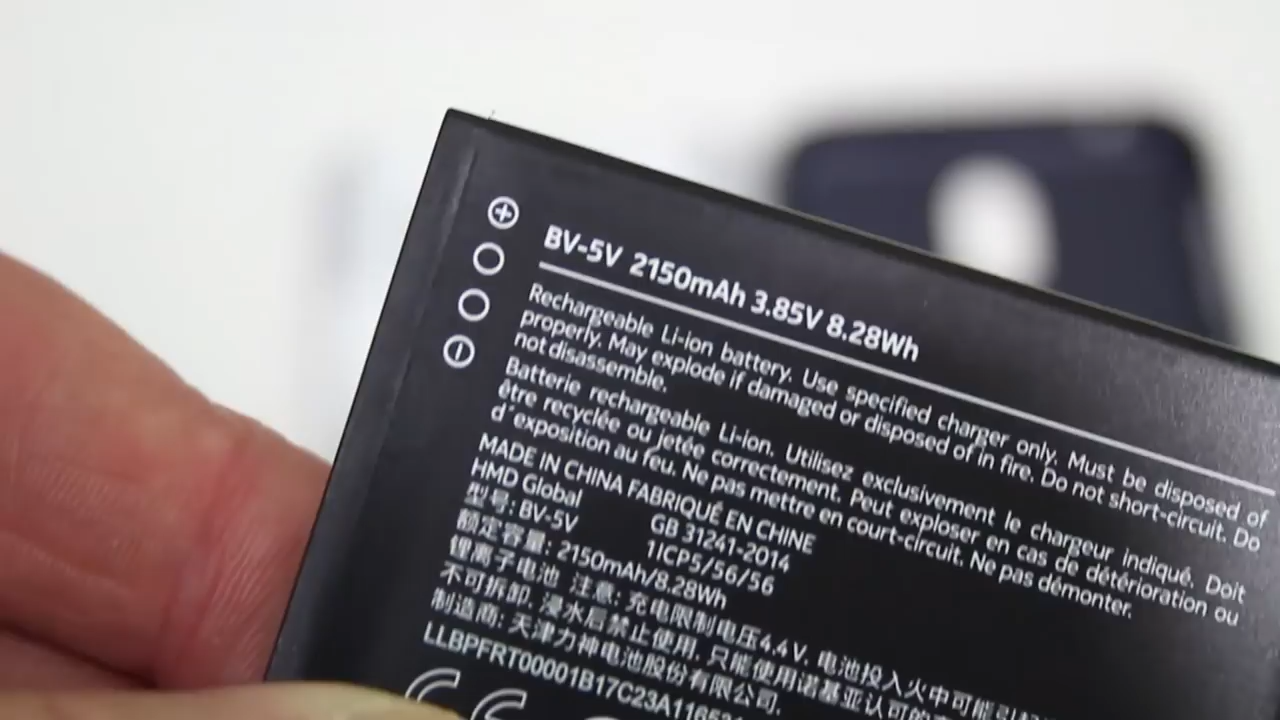 BV-5V 2150mAh 3.85V 8.28Wh
Rechargeable Li-ion battery. Use specified charger only. Must be disposed of
properly. May explode if damaged or disposed of in fire. Do not short-circuit. Do
not disassemble.
Batterie rechargeable Li-ion. Utilisez exclusivement le chargeur indiqué. Doit
être recyclée ou jetée correctement. Peut exploser en cas de détérioration ou
d'exposition au feu. Ne pas mettre en court-circuit. Ne pas démonter.
MADE IN CHINA FABRIQUÉ EN CHINE
HMD Global GB 31241-2014
型号: BV-5V 1ICP5/56/56
额定容量: 2150mAh/8.28Wh
锂离子电池 注意: 充电限制电压4.4V. 电池投入火中可能引起
不可拆卸. 浸水后禁止使用. 只能使用诺基亚认可的
制造商: 天津力神电池股份有限公司.
LLBPFRT00001B17C23A1165